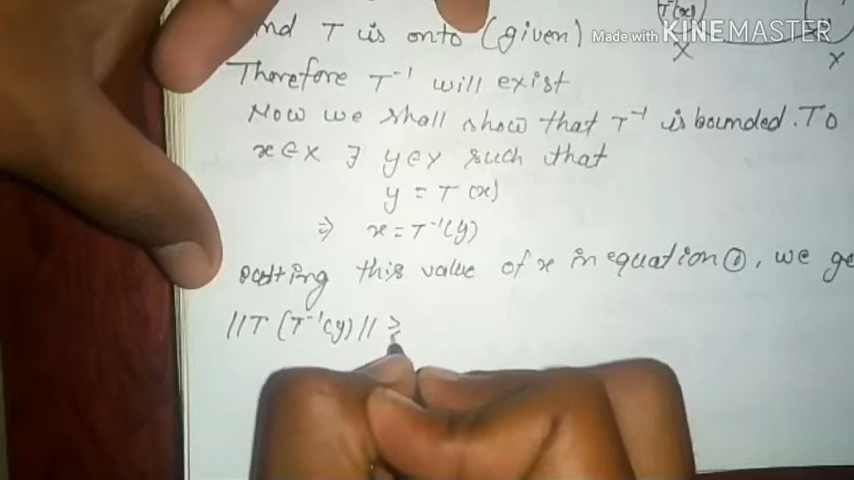 and T is onto (given)
T(x)
X
Y
Made with KINEMASTER
Therefore T⁻¹ will exist
Now we shall show that T⁻¹ is bounded. To
x∈X ∃ y∈Y such that
y = T(x)
⇒ x = T⁻¹(y)
putting this value of x in equation ①, we ge
||T(T⁻¹(y)|| ≥